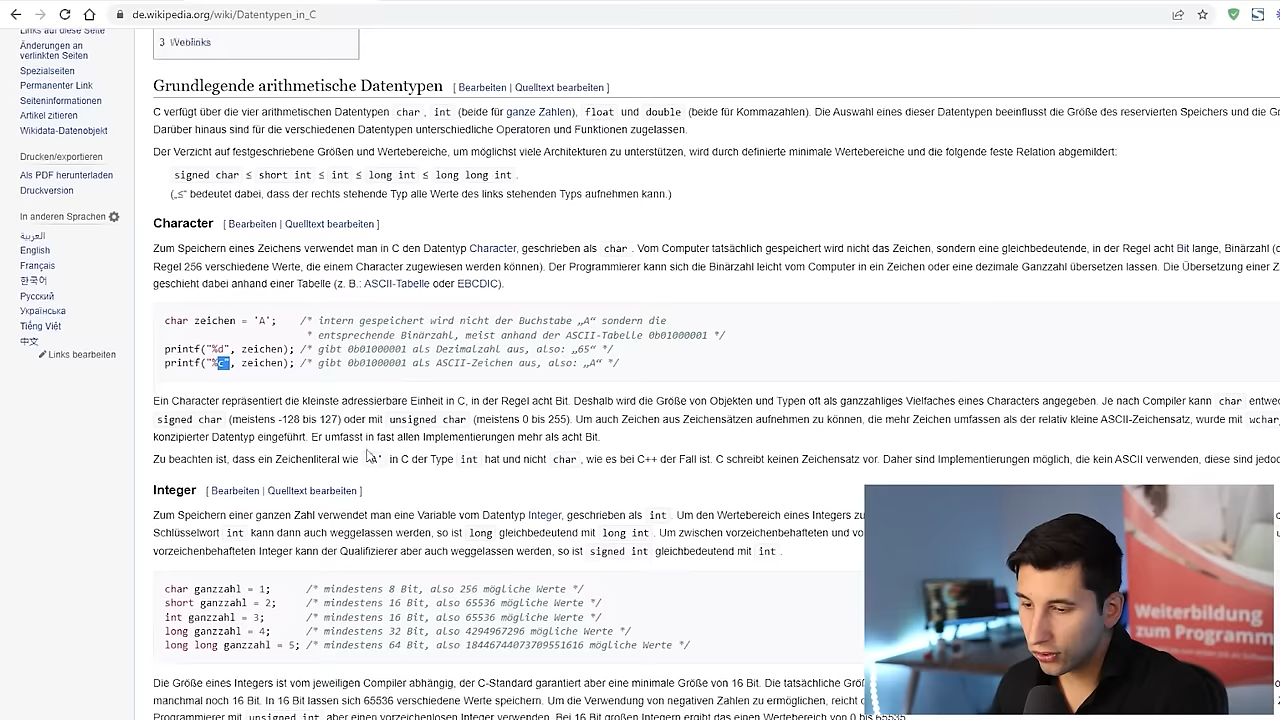 de.wikipedia.org/wiki/Datentypen_in_C
Links auf diese Seite
Änderungen an
verlinkten Seiten
Spezialseiten
Permanenter Link
Seiteninformationen
Artikel zitieren
Wikidata-Datenobjekt
Drucken/exportieren
Als PDF herunterladen
Druckversion
In anderen Sprachen
العربية
English
Français
한국어
Русский
Українська
Tiếng Việt
中文
Links bearbeiten
3 Weblinks
Grundlegende arithmetische Datentypen [ Bearbeiten | Quelltext bearbeiten ]
C verfügt über die vier arithmetischen Datentypen char, int (beide für ganze Zahlen), float und double (beide für Kommazahlen). Die Auswahl eines dieser Datentypen beeinflusst die Größe des reservierten Speichers und die
Darüber hinaus sind für die verschiedenen Datentypen unterschiedliche Operatoren und Funktionen zugelassen.
Der Verzicht auf festgeschriebene Größen und Wertebereiche, um möglichst viele Architekturen zu unterstützen, wird durch definierte minimale Wertebereiche und die folgende feste Relation abgemildert:
signed char ≤ short int ≤ int ≤ long int ≤ long long int.
(„≤“ bedeutet dabei, dass der rechts stehende Typ alle Werte des links stehenden Typs aufnehmen kann.)
Character [ Bearbeiten | Quelltext bearbeiten ]
Zum Speichern eines Zeichens verwendet man in C den Datentyp Character, geschrieben als char. Vom Computer tatsächlich gespeichert wird nicht das Zeichen, sondern eine gleichbedeutende, in der Regel acht Bit lange, Binärzahl
Regel 256 verschiedene Werte, die einem Character zugewiesen werden können). Der Programmierer kann sich die Binärzahl leicht vom Computer in ein Zeichen oder eine dezimale Ganzzahl übersetzen lassen. Die Übersetzung einer
geschieht dabei anhand einer Tabelle (z. B.: ASCII-Tabelle oder EBCDIC).
char zeichen = 'A'; /* intern gespeichert wird nicht der Buchstabe „A“ sondern die
* entsprechende Binärzahl, meist anhand der ASCII-Tabelle 0b01000001 */
printf("%d", zeichen); /* gibt 0b01000001 als Dezimalzahl aus, also: „65“ */
printf("%c", zeichen); /* gibt 0b01000001 als ASCII-Zeichen aus, also: „A“ */
Ein Character repräsentiert die kleinste adressierbare Einheit in C, in der Regel acht Bit. Deshalb wird die Größe von Objekten und Typen oft als ganzzahliges Vielfaches eines Characters angegeben. Je nach Compiler kann char
signed char (meistens -128 bis 127) oder mit unsigned char (meistens 0 bis 255). Um auch Zeichen aus Zeichensätzen aufnehmen zu können, die mehr Zeichen umfassen als der relativ kleine ASCII-Zeichensatz, wurde mit
konzipierter Datentyp eingeführt. Er umfasst in fast allen Implementierungen mehr als acht Bit.
Zu beachten ist, dass ein Zeichenliteral wie 'A' in C der Type int hat und nicht char, wie es bei C++ der Fall ist. C schreibt keinen Zeichensatz vor. Daher sind Implementierungen möglich, die kein ASCII verwenden, diese sind
Integer [ Bearbeiten | Quelltext bearbeiten ]
Zum Speichern einer ganzen Zahl verwendet man eine Variable vom Datentyp Integer, geschrieben als int. Um den Wertebereich eines Integers
Schlüsselwort int kann dann auch weggelassen werden, so ist long gleichbedeutend mit long int. Um zwischen vorzeichenbehafteten und
vorzeichenbehafteten Integer kann der Qualifizierer aber auch weggelassen werden, so ist signed int gleichbedeutend mit int.
char ganzzahl = 1; /* mindestens 8 Bit, also 256 mögliche Werte */
short ganzzahl = 2; /* mindestens 16 Bit, also 65536 mögliche Werte */
int ganzzahl = 3; /* mindestens 16 Bit, also 65536 mögliche Werte */
long ganzzahl = 4; /* mindestens 32 Bit, also 4294967296 mögliche Werte */
long long ganzzahl = 5; /* mindestens 64 Bit, also 18446744073709551616 mögliche Werte */
Die Größe eines Integers ist vom jeweiligen Compiler abhängig, der C-Standard garantiert aber eine minimale Größe von 16 Bit. Die tatsächliche
manchmal noch 16 Bit. In 16 Bit lassen sich 65536 verschiedene Werte speichern. Um die Verwendung von negativen Zahlen zu ermöglichen, reicht
Programmierer mit unsigned int aber einen vorzeichenlosen Integer verwenden. Bei 16 Bit großen Integern ergibt das einen Wertebereich von 0 bis 65535.
Weiterbildung
zum